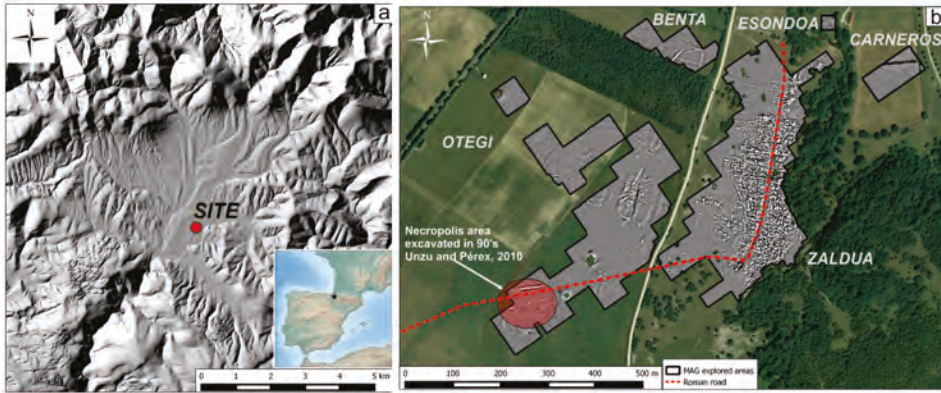 N
a
SITE
0 1 2 3 4 5 km
N
b
BENTA
ESONDOA
CARNEROS
OTEGI
Necropolis area
excavated in 90's
Unzu and Pérex, 2010
ZALDUA
MAG explored areas
Roman road
0 100 200 300 400 500 m